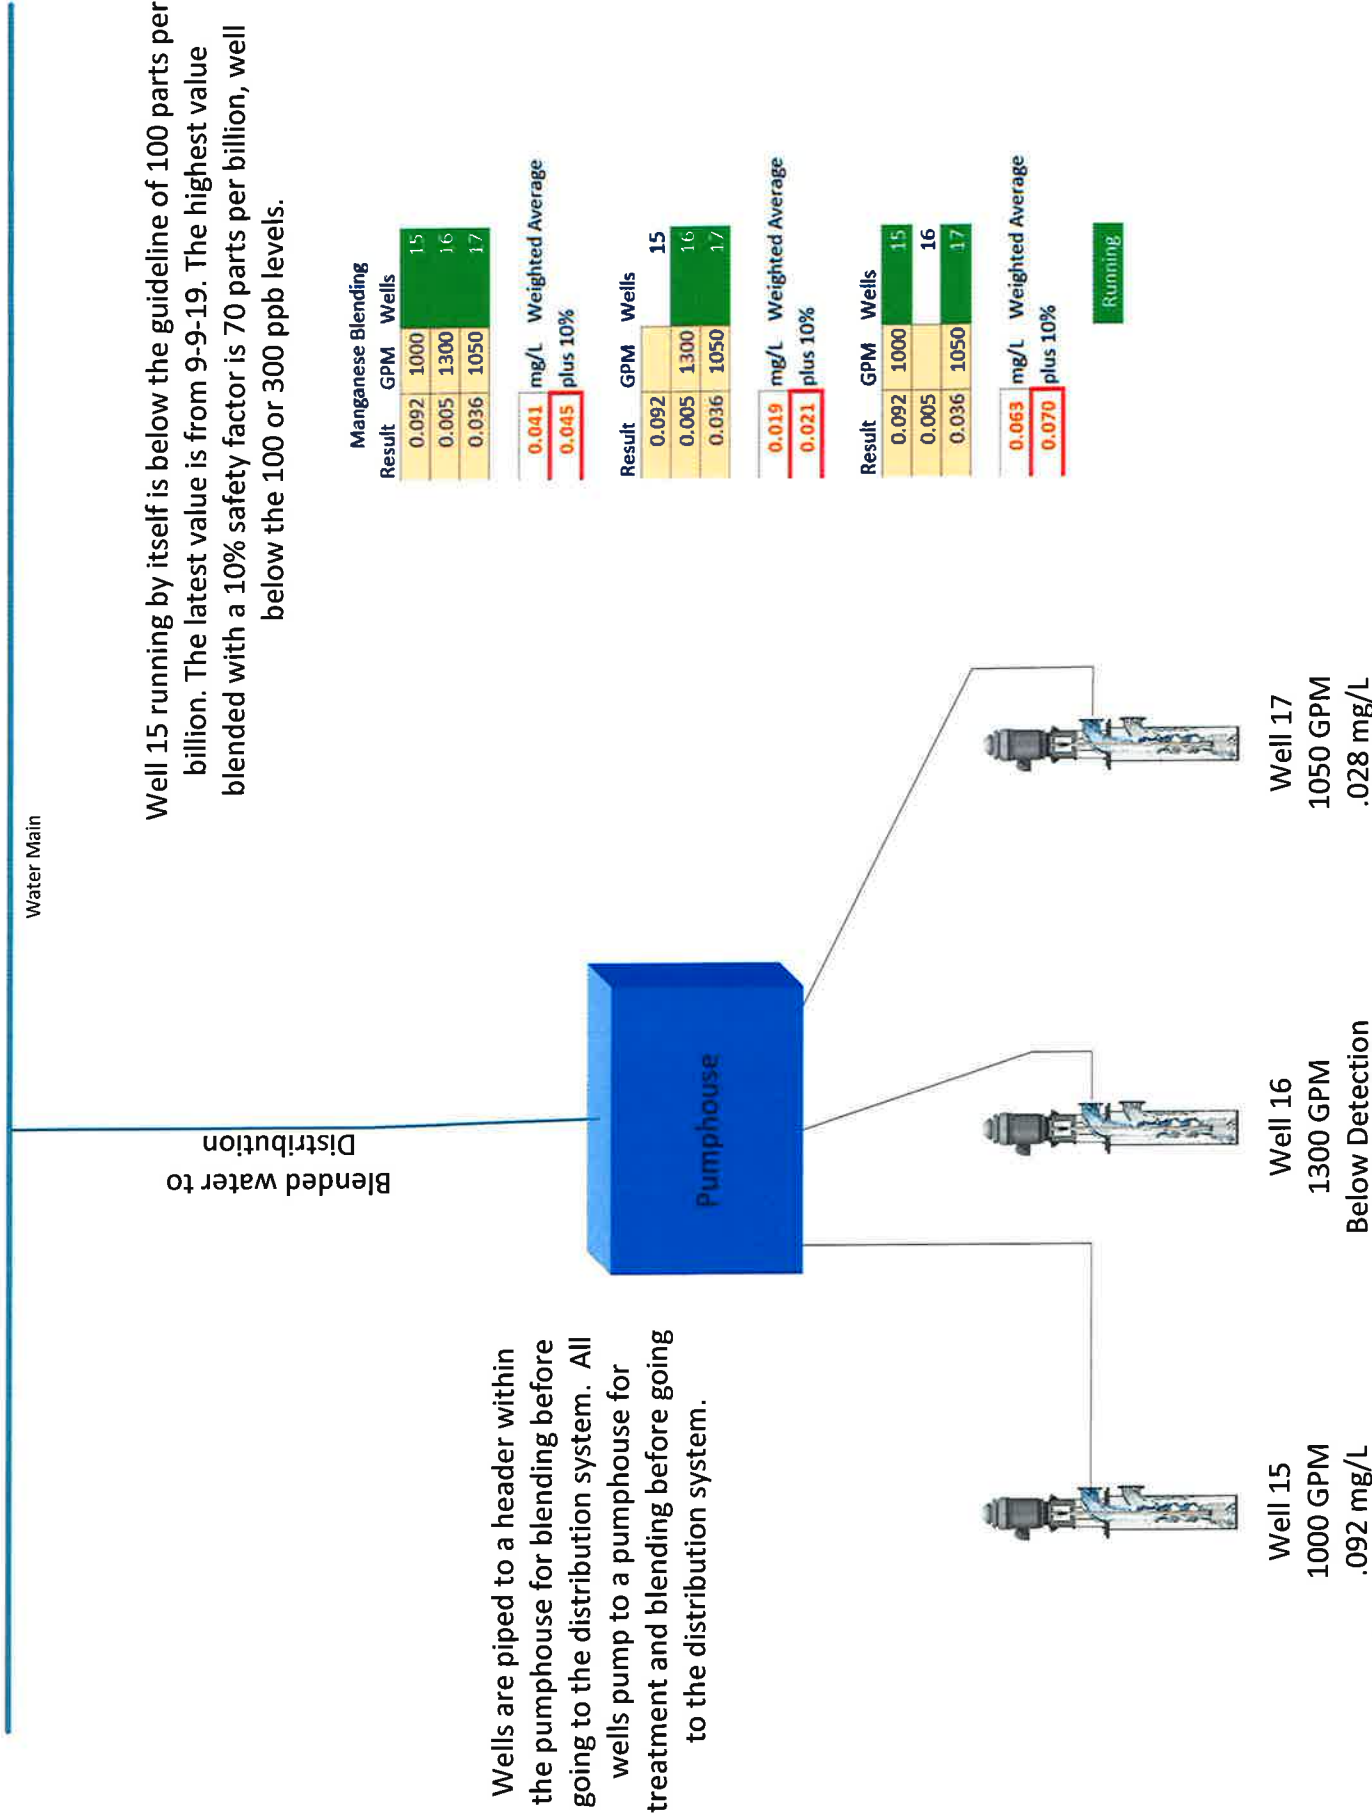 Water Main
Well 15 running by itself is below the guideline of 100 parts per
billion. The latest value is from 9-9-19. The highest value
blended with a 10% safety factor is 70 parts per billion, well
below the 100 or 300 ppb levels.
Blended water to
Distribution
Manganese Blending
Result GPM Wells
0.092 1000 15
0.005 1300 16
0.036 1050 17
0.041 mg/L Weighted Average
0.045 plus 10%
Result GPM Wells
0.092 15
0.005 1300 16
0.036 1050 17
0.019 mg/L Weighted Average
0.021 plus 10%
Result GPM Wells
0.092 1000 15
0.005 16
0.036 1050 17
0.063 mg/L Weighted Average
0.070 plus 10%
Running
Wells are piped to a header within
the pumphouse for blending before
going to the distribution system. All
wells pump to a pumphouse for
treatment and blending before going
to the distribution system.
Pumphouse
Well 15
1000 GPM
.092 mg/L
Well 16
1300 GPM
Below Detection
Well 17
1050 GPM
.028 mg/L